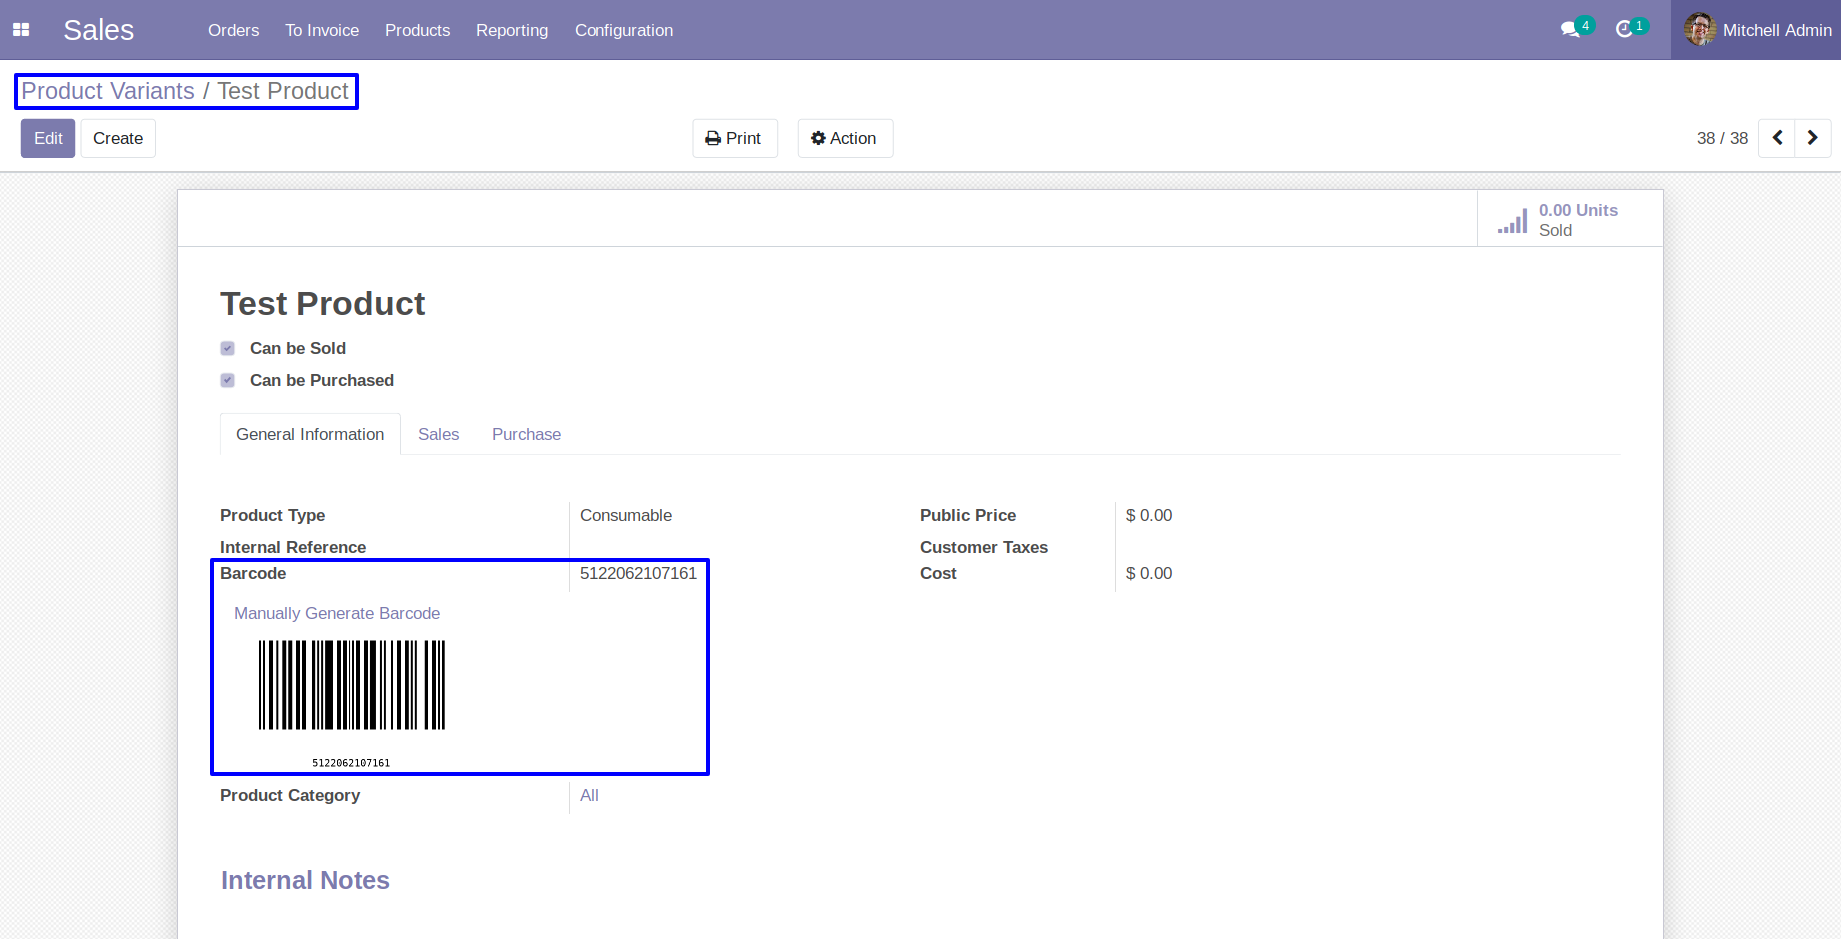 Sales Orders To Invoice Products Reporting Configuration 4 1 Mitchell Admin
Product Variants / Test Product
Edit Create Print Action 38 / 38
0.00 Units
Sold
Test Product
Can be Sold
Can be Purchased
General Information Sales Purchase
Product Type Consumable Public Price $ 0.00
Internal Reference Customer Taxes
Barcode 5122062107161 Cost $ 0.00
Manually Generate Barcode
5122062107161
Product Category All
Internal Notes